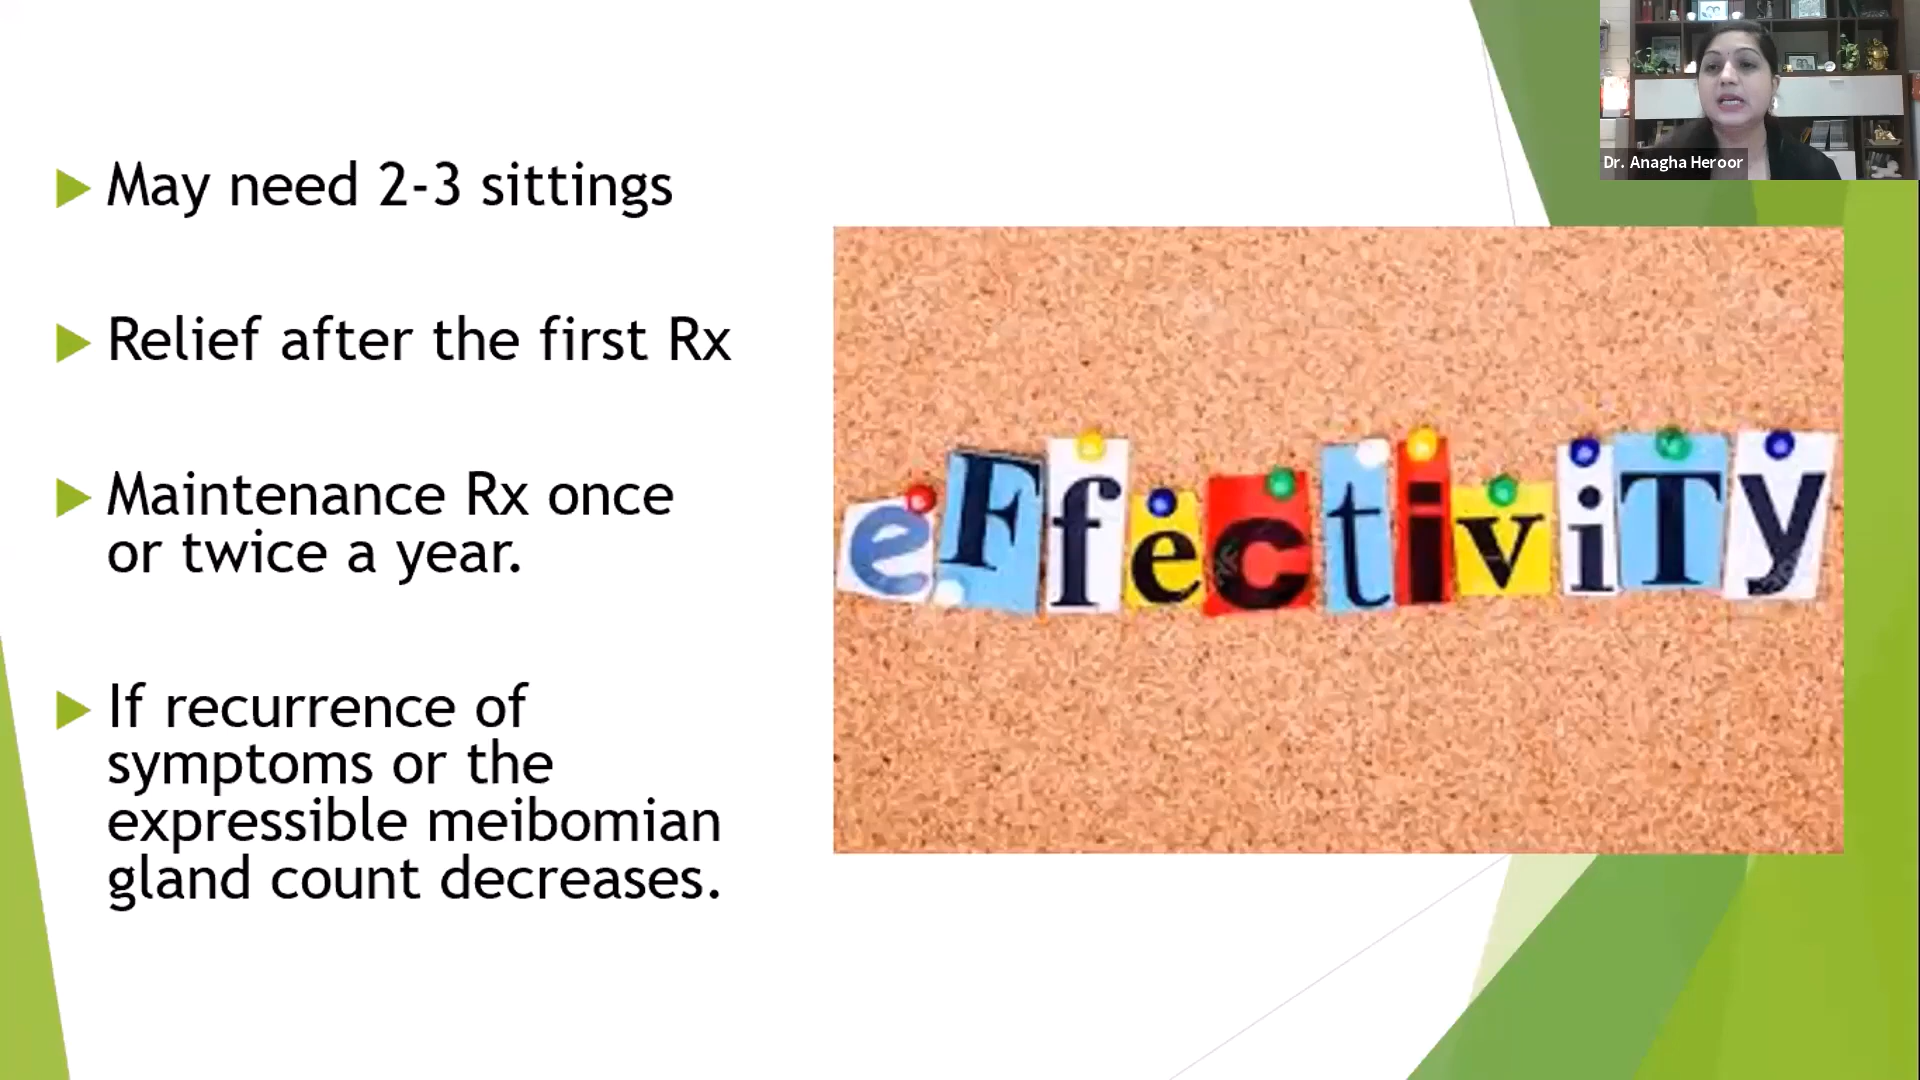 May need 2-3 sittings
Relief after the first Rx
Maintenance Rx once
or twice a year.
If recurrence of
symptoms or the
expressible meibomian
gland count decreases.
eFfectiviTy
Dr. Anagha Heroor